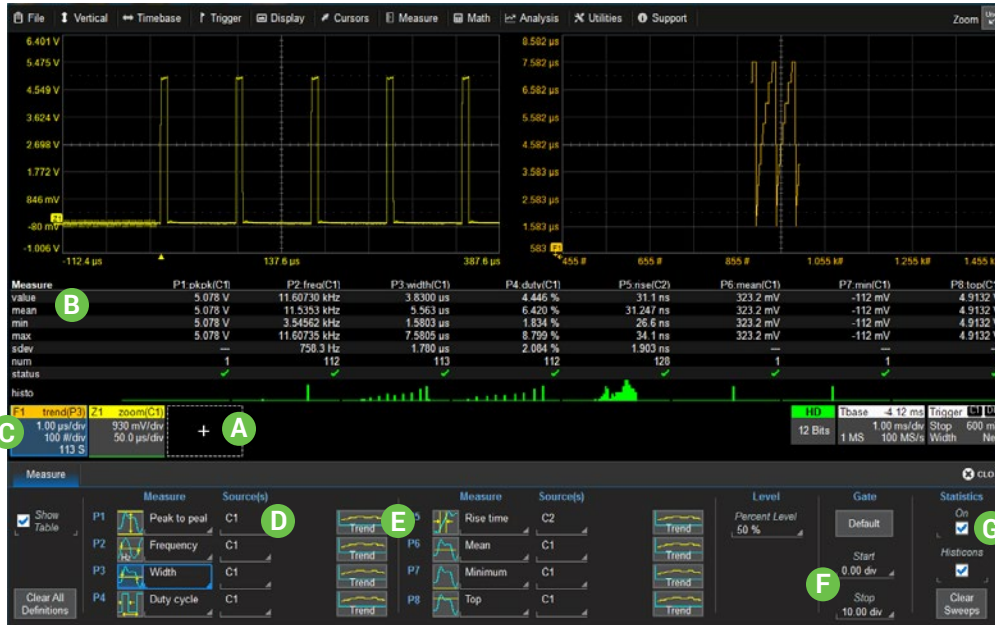 File Vertical Timebase Trigger Display Cursors Measure Math Analysis Utilities Support Zoom
6.401 V
5.475 V
4.549 V
3.624 V
2.698 V
1.772 V
846 mV
-80 mV
-1.006 V
Z1
-112.4 µs 137.6 µs 387.6 µs
8.582 µs
7.582 µs
6.582 µs
5.582 µs
4.582 µs
3.583 µs
2.583 µs
1.583 µs
583
455 # 655 # 855 # 1.055 k# 1.255 k# 1.455 k
Measure P1:pkpk(C1) P2:freq(C1) P3:width(C1) P4:duty(C1) P5:rise(C2) P6:mean(C1) P7:min(C1) P8:top(C1
value 5.078 V 11.60730 kHz 3.8300 µs 4.446 % 31.1 ns 323.2 mV -112 mV 4.9132
mean 5.078 V 11.5353 kHz 5.563 µs 6.420 % 31.247 ns 323.2 mV -112 mV 4.9132
min 5.078 V 3.54562 kHz 1.5803 µs 1.834 % 26.6 ns 323.2 mV -112 mV 4.9132
max 5.078 V 11.60735 kHz 7.5805 µs 8.799 % 34.1 ns 323.2 mV -112 mV 4.9132
sdev --- 758.3 Hz 1.780 µs 2.084 % 1.903 ns --- --- ---
num 1 112 113 112 128 1 1
status
histo
B
F1 trend(P3) Z1 zoom(C1)
1.00 µs/div 930 mV/div
100 #/div 50.0 µs/div
113 S
C
+
A
HD Tbase -4.12 ms Trigger C1
12 Bits 1.00 ms/div Stop 600 m
1 MS 100 MS/s Width Ne
Measure CLO
Measure Source(s) Measure Source(s) Level Gate Statistics
Show Table
P1 Peak to peal C1 Trend Rise time C2 Trend
P2 Frequency C1 Trend P6 Mean C1 Trend
P3 Width C1 Trend P7 Minimum C1 Trend
P4 Duty cycle C1 Trend P8 Top C1 Trend
D
E
Percent Level
50 %
Default
Start
0.00 div
F
Stop
10.00 div
On
G
Histicons
Clear All Definitions
Clear Sweeps